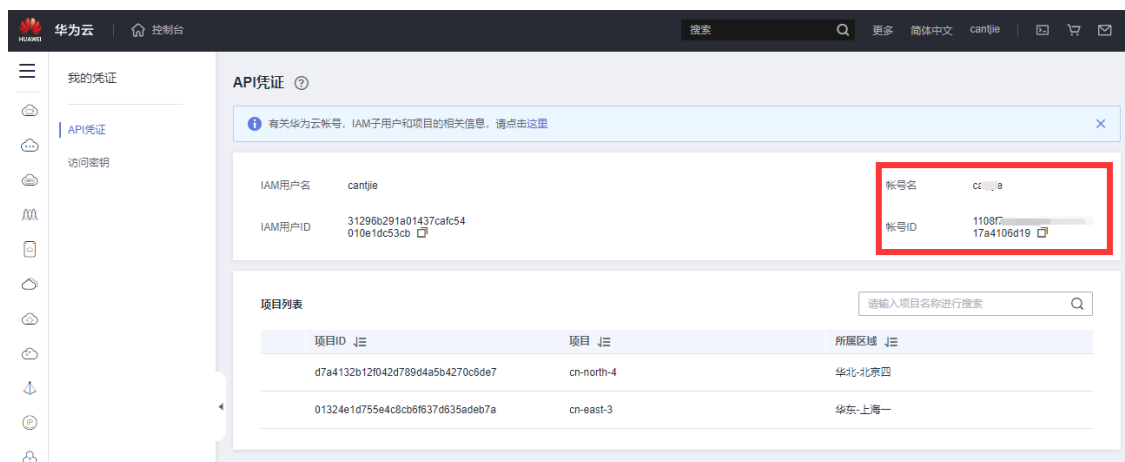 HUAWEI 华为云 控制台 搜索 更多 简体中文 cantjie
我的凭证
API凭证
访问密钥
API凭证
有关华为云帐号，IAM子用户和项目的相关信息，请点击这里
IAM用户名 cantjie
帐号名
IAM用户ID 31296b291a01437cafc54
010e1dc53cb
帐号ID 1108f
17a4106d19
项目列表
请输入项目名称进行搜索
项目ID 项目 所属区域
d7a4132b12f042d789d4a5b4270c6de7 cn-north-4 华北-北京四
01324e1d755e4c8cb6f637d635adeb7a cn-east-3 华东-上海一